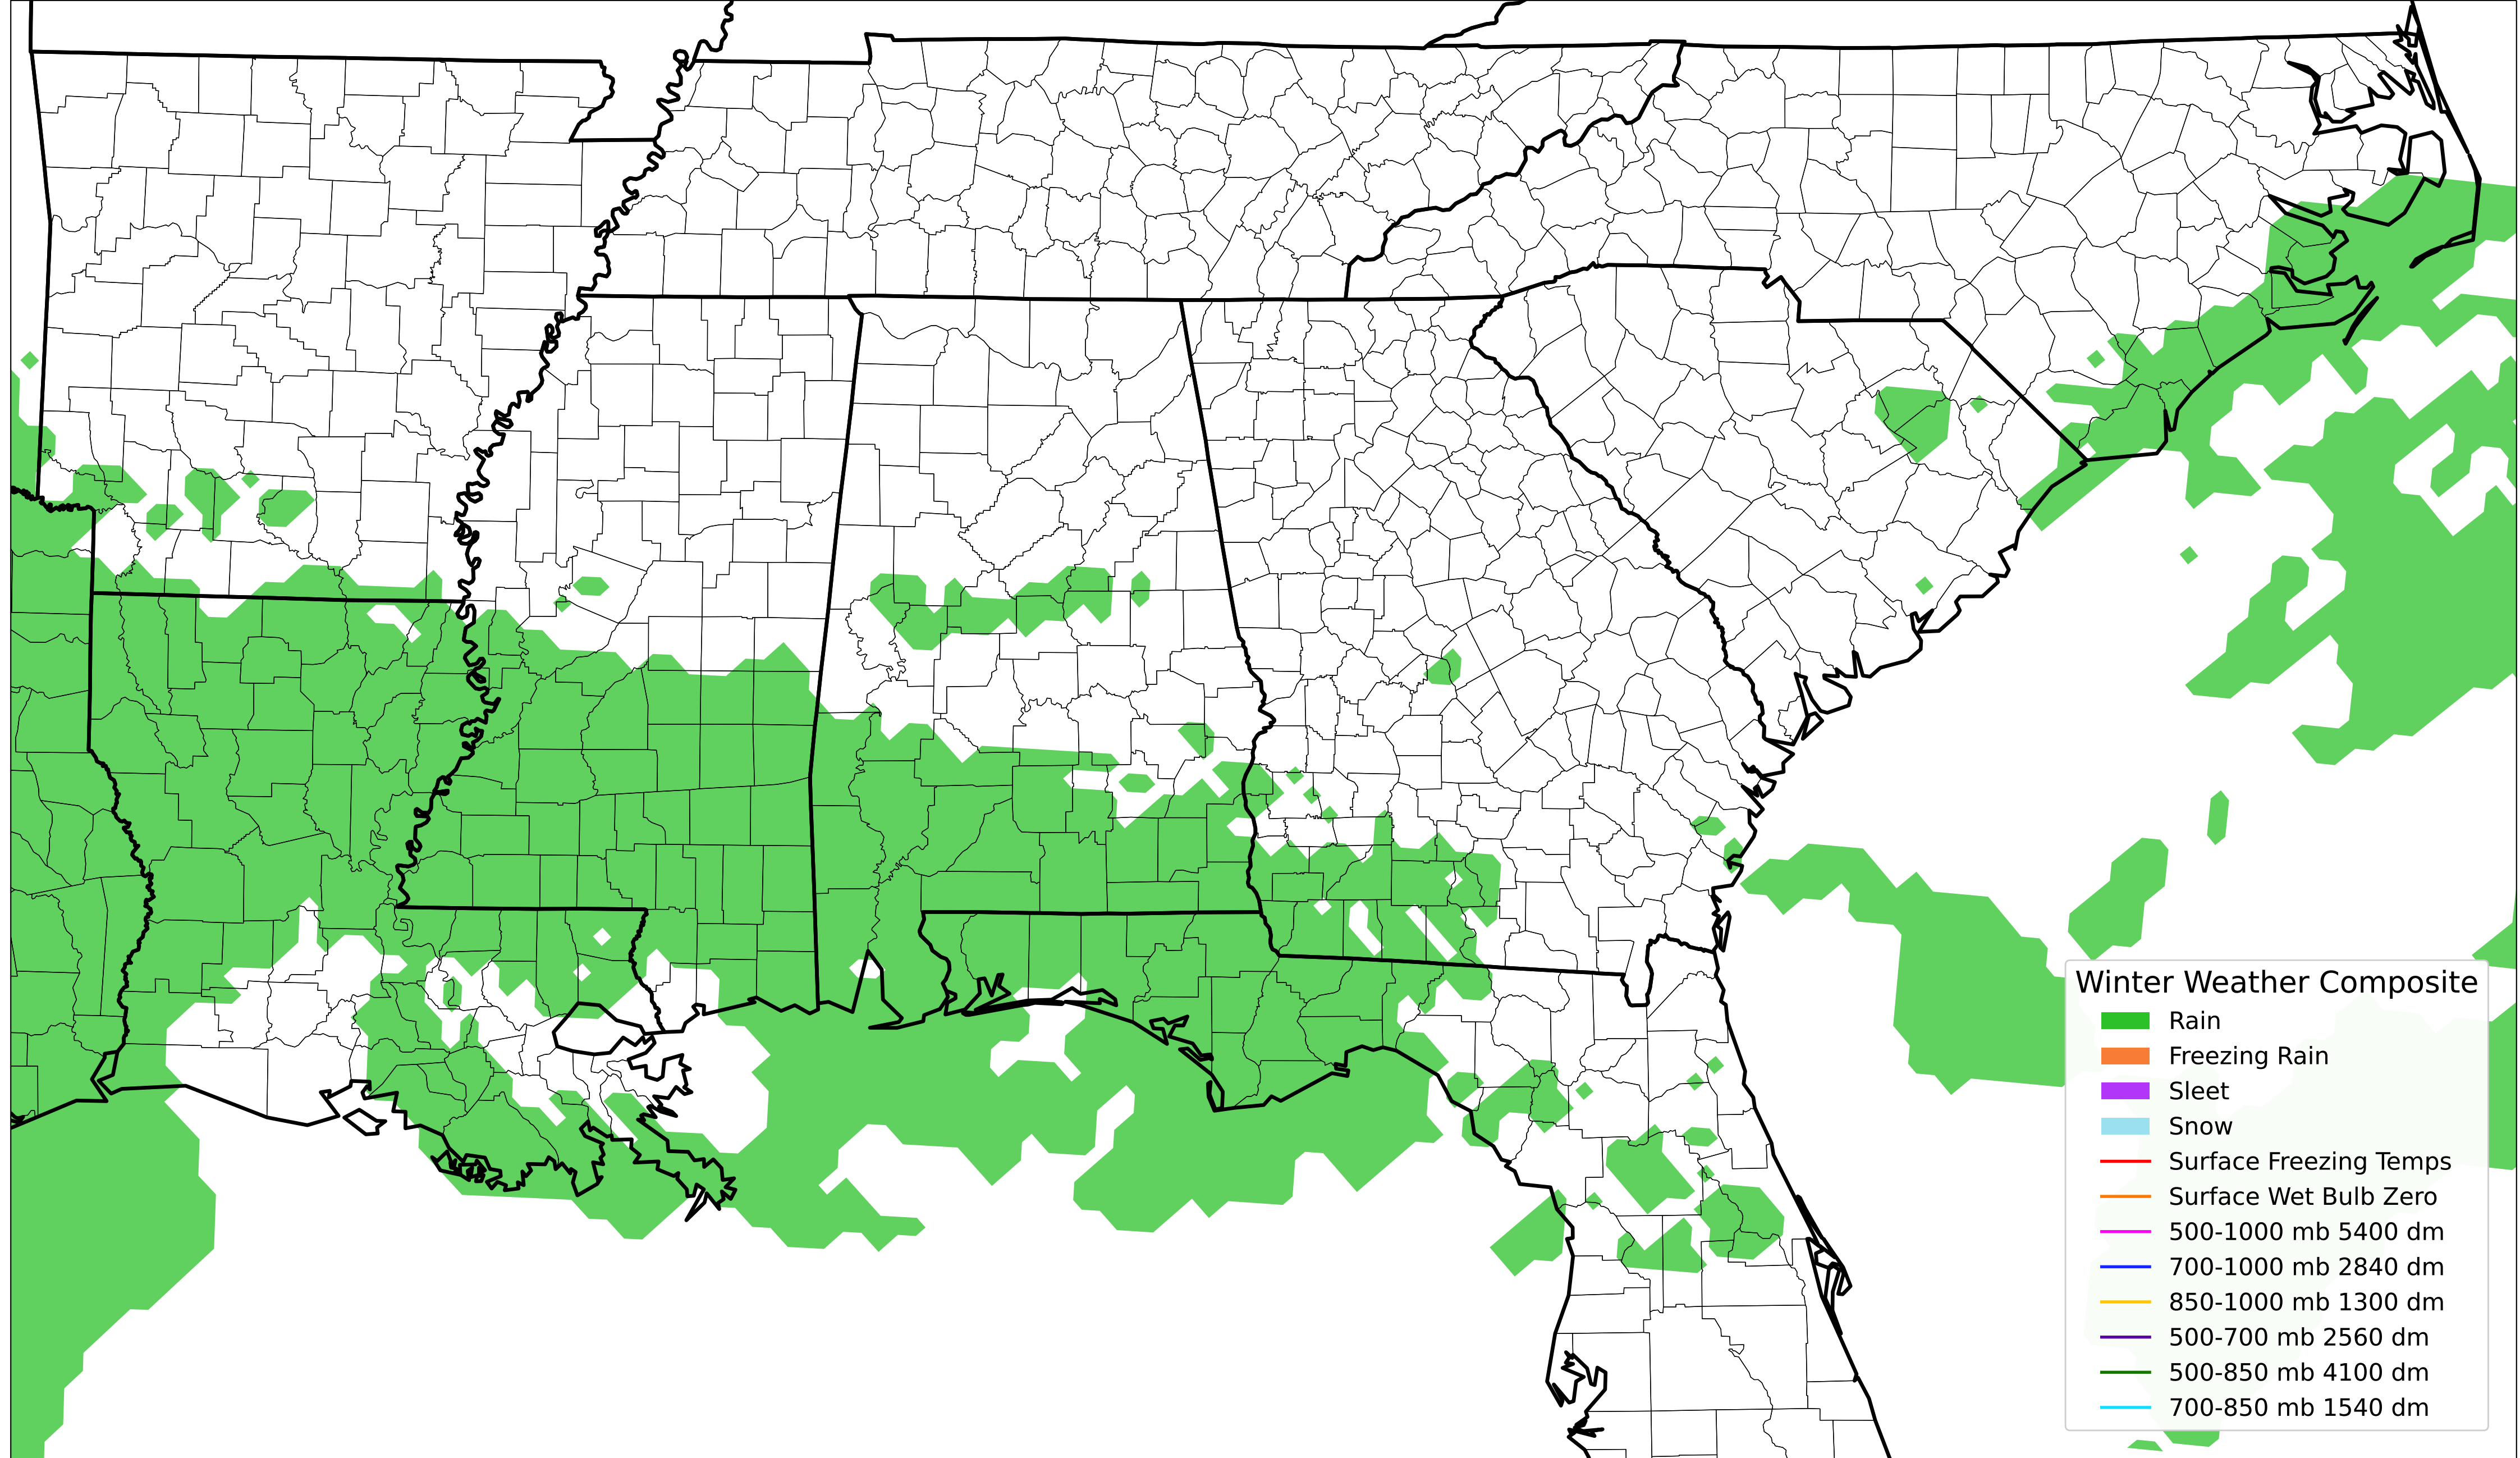 Winter Weather Composite
Rain
Freezing Rain
Sleet
Snow
Surface Freezing Temps
Surface Wet Bulb Zero
500-1000 mb 5400 dm
700-1000 mb 2840 dm
850-1000 mb 1300 dm
500-700 mb 2560 dm
500-850 mb 4100 dm
700-850 mb 1540 dm